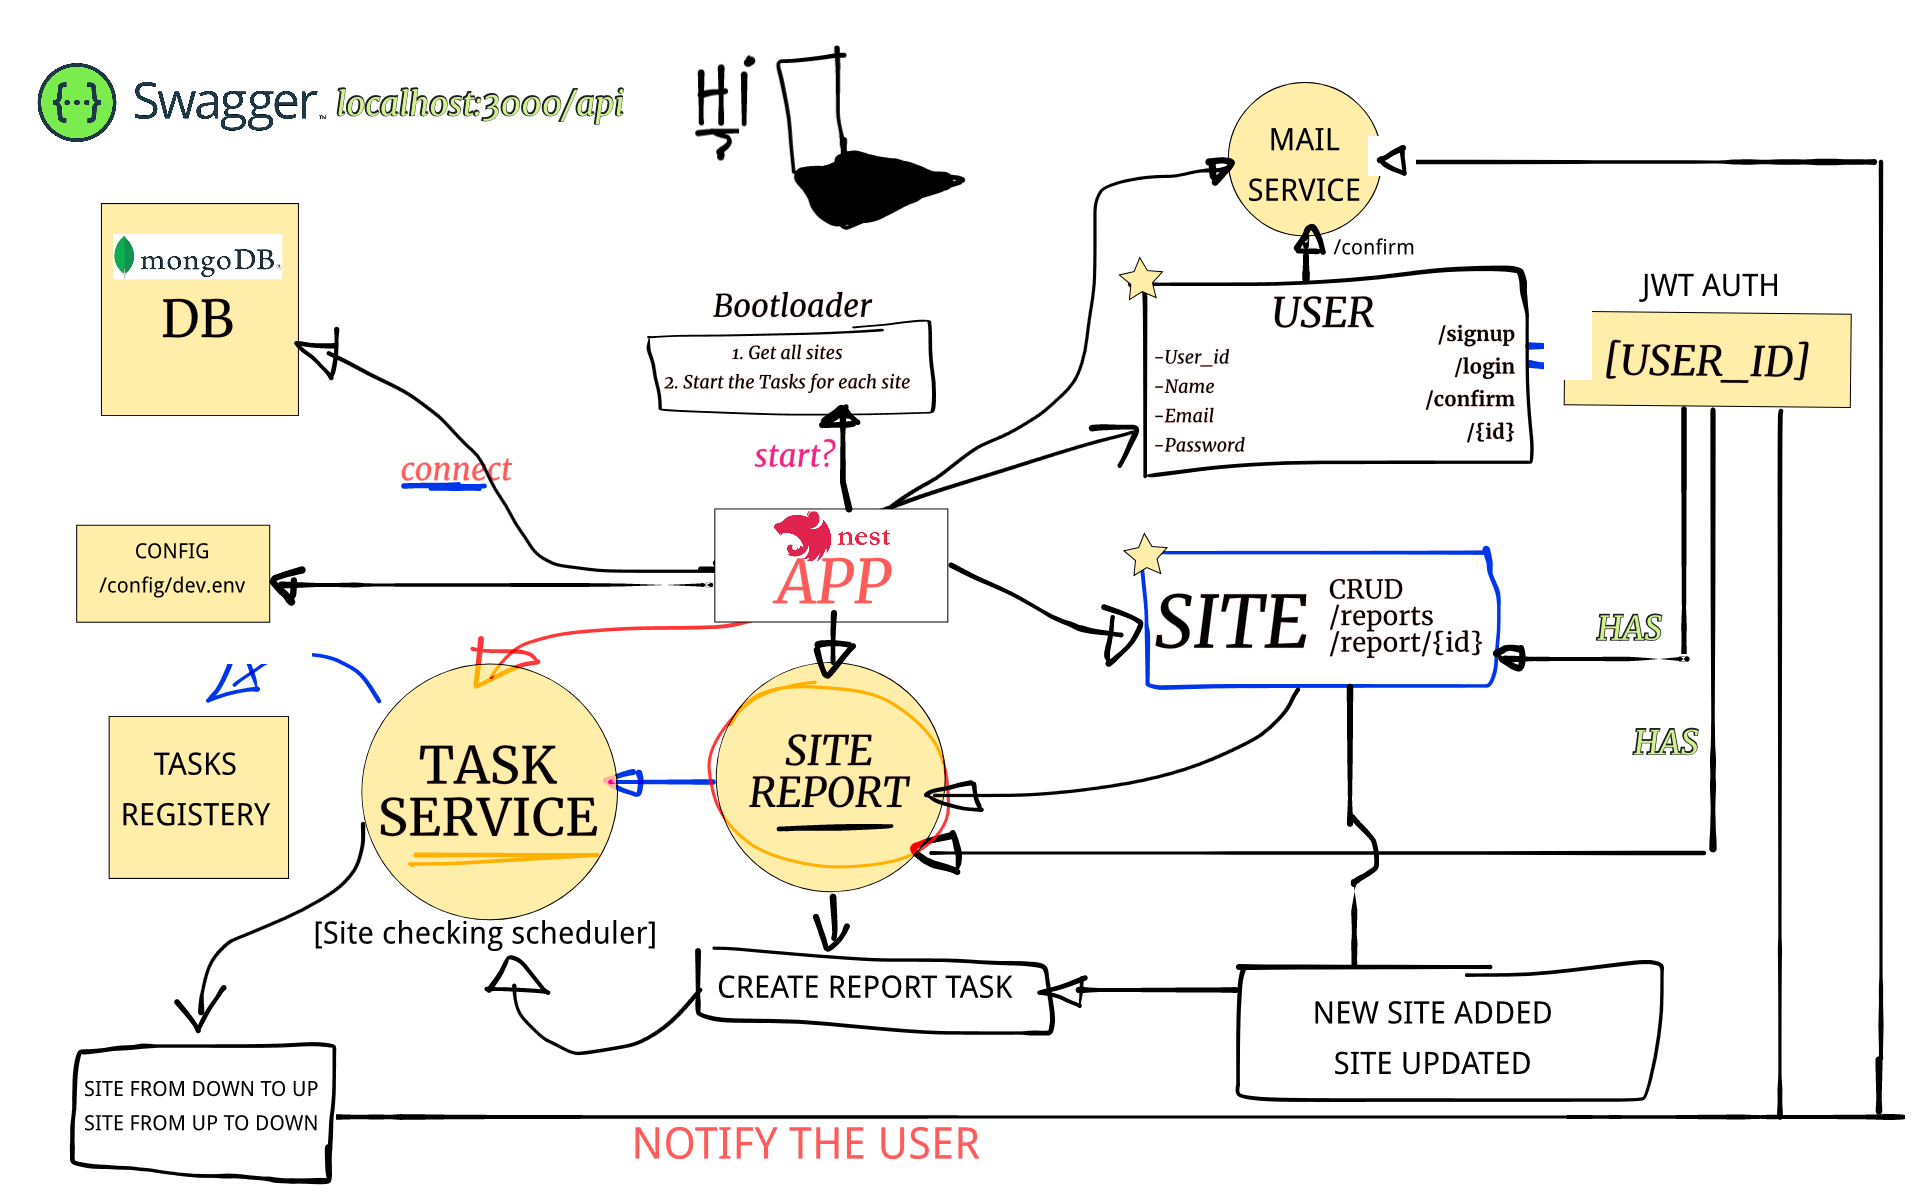 Swagger™ localhost:3000/api
Hi
?
MAIL
SERVICE
/confirm
mongoDB®
DB
Bootloader
1. Get all sites
2. Start the Tasks for each site
start?
connect
USER
-User_id
-Name
-Email
-Password
/signup
/login
/confirm
/{id}
JWT AUTH
[USER_ID]
CONFIG
/config/dev.env
nest
APP
SITE
CRUD
/reports
/report/{id}
HAS
HAS
TASKS
REGISTERY
TASK
SERVICE
[Site checking scheduler]
SITE
REPORT
CREATE REPORT TASK
NEW SITE ADDED
SITE UPDATED
SITE FROM DOWN TO UP
SITE FROM UP TO DOWN
NOTIFY THE USER